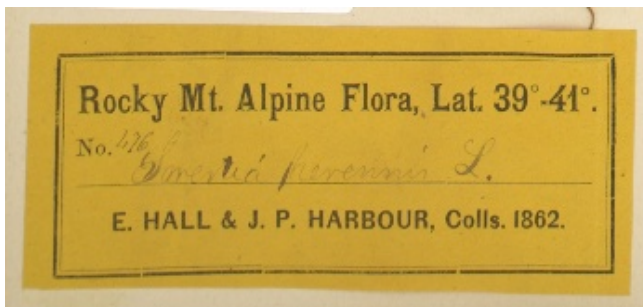 Rocky Mt. Alpine Flora, Lat. 39°-41°.
No. 476
Swertia perennis L.
E. HALL & J. P. HARBOUR, Colls. 1862.